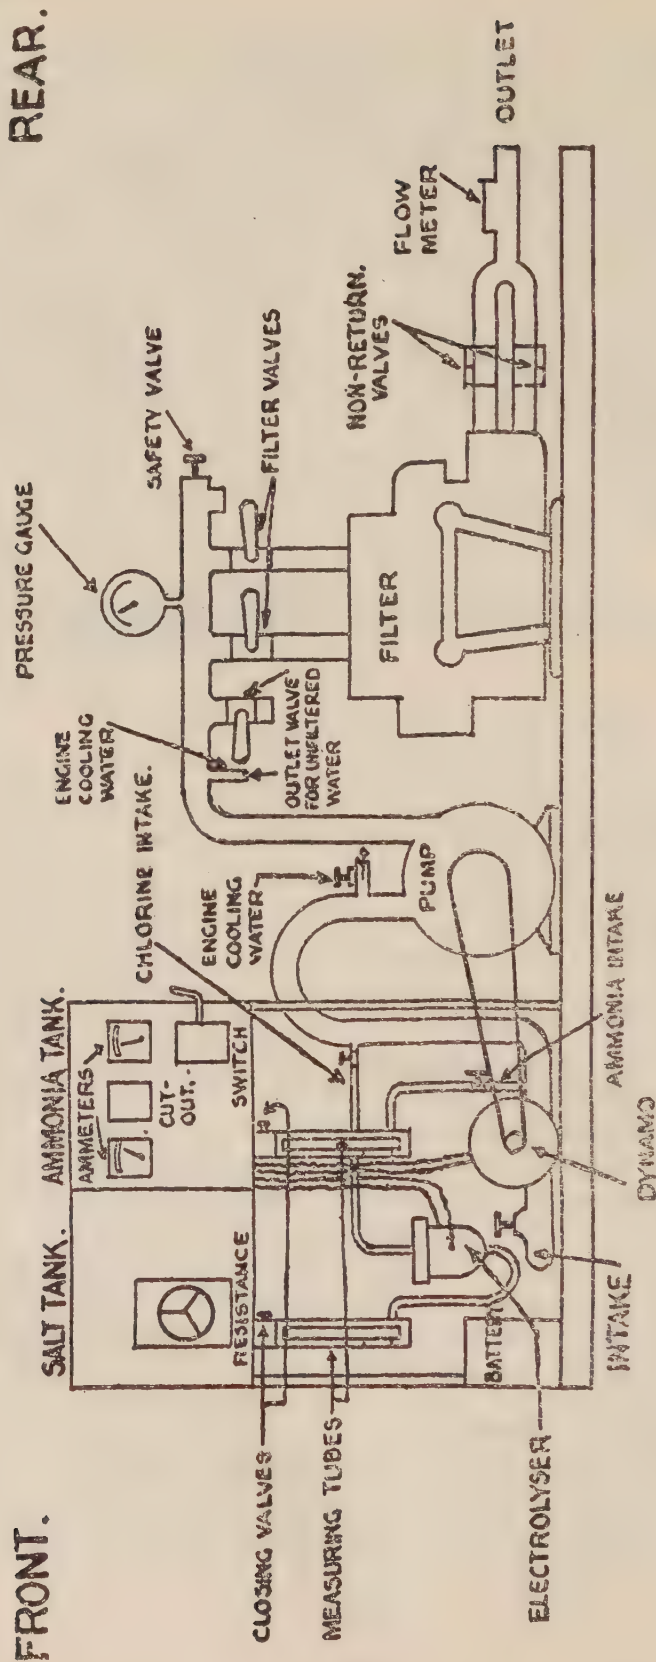 FRONT.
REAR.
SALT TANK.
AMMONIA TANK.
AMMETERS
CUT-
OUT.
SWITCH
RESISTANCE
CLOSING VALVES
MEASURING TUBES
BATTERY
ELECTROLYSER
INTAKE
DYNAMO
AMMONIA INTAKE
CHLORINE INTAKE.
ENGINE
COOLING
WATER
PUMP
ENGINE
COOLING
WATER
OUTLET VALVE
FOR UNFILTERED
WATER
PRESSURE GAUGE
SAFETY VALVE
FILTER VALVES
FILTER
NON-RETURN.
VALVES
FLOW
METER
OUTLET